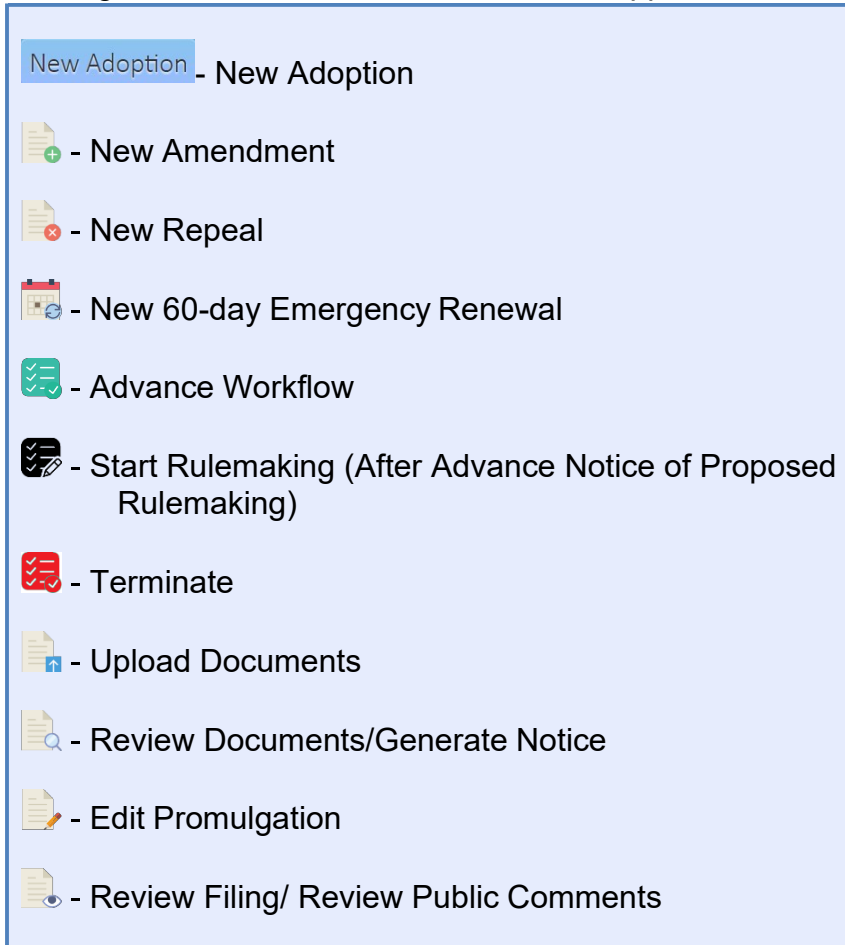 New Adoption - New Adoption
- New Amendment
- New Repeal
- New 60-day Emergency Renewal
- Advance Workflow
- Start Rulemaking (After Advance Notice of Proposed
Rulemaking)
- Terminate
- Upload Documents
- Review Documents/Generate Notice
- Edit Promulgation
- Review Filing/ Review Public Comments